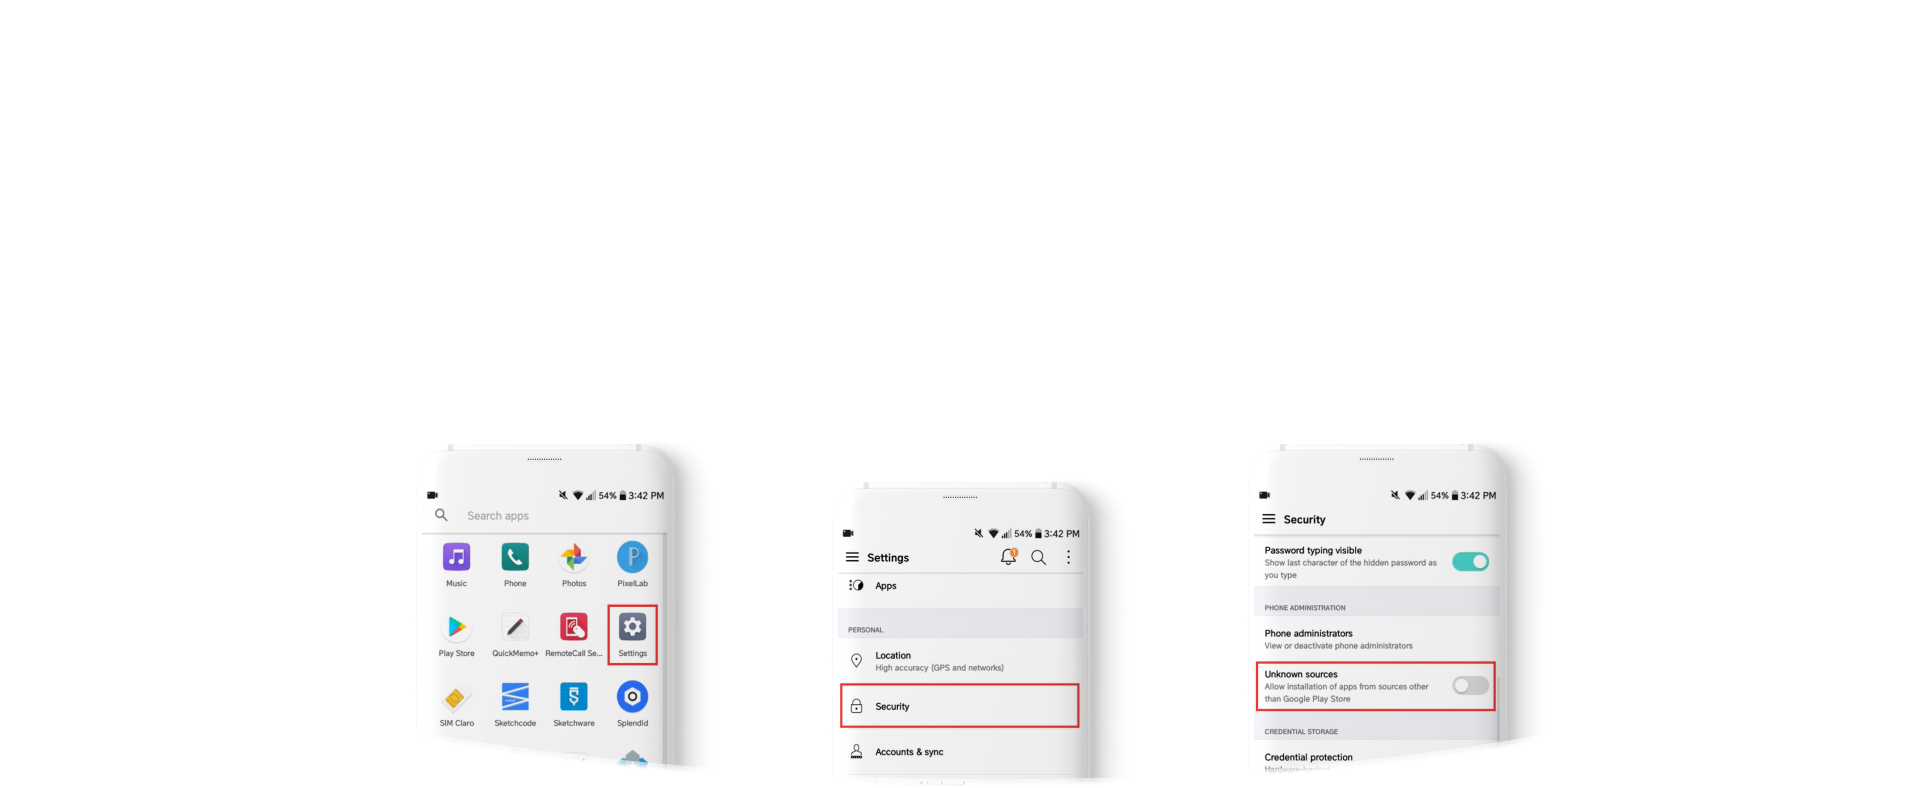 54% 3:42 PM
Search apps
Music Phone Photos PixelLab
Play Store QuickMemo+ RemoteCall Se... Settings
SIM Claro Sketchcode Sketchware Splendid
54% 3:42 PM
Settings
1
Apps
PERSONAL
Location
High accuracy (GPS and networks)
Security
Accounts & sync
54% 3:42 PM
Security
Password typing visible
Show last character of the hidden password as
you type
PHONE ADMINISTRATION
Phone administrators
View or deactivate phone administrators
Unknown sources
Allow installation of apps from sources other
than Google Play Store
CREDENTIAL STORAGE
Credential protection